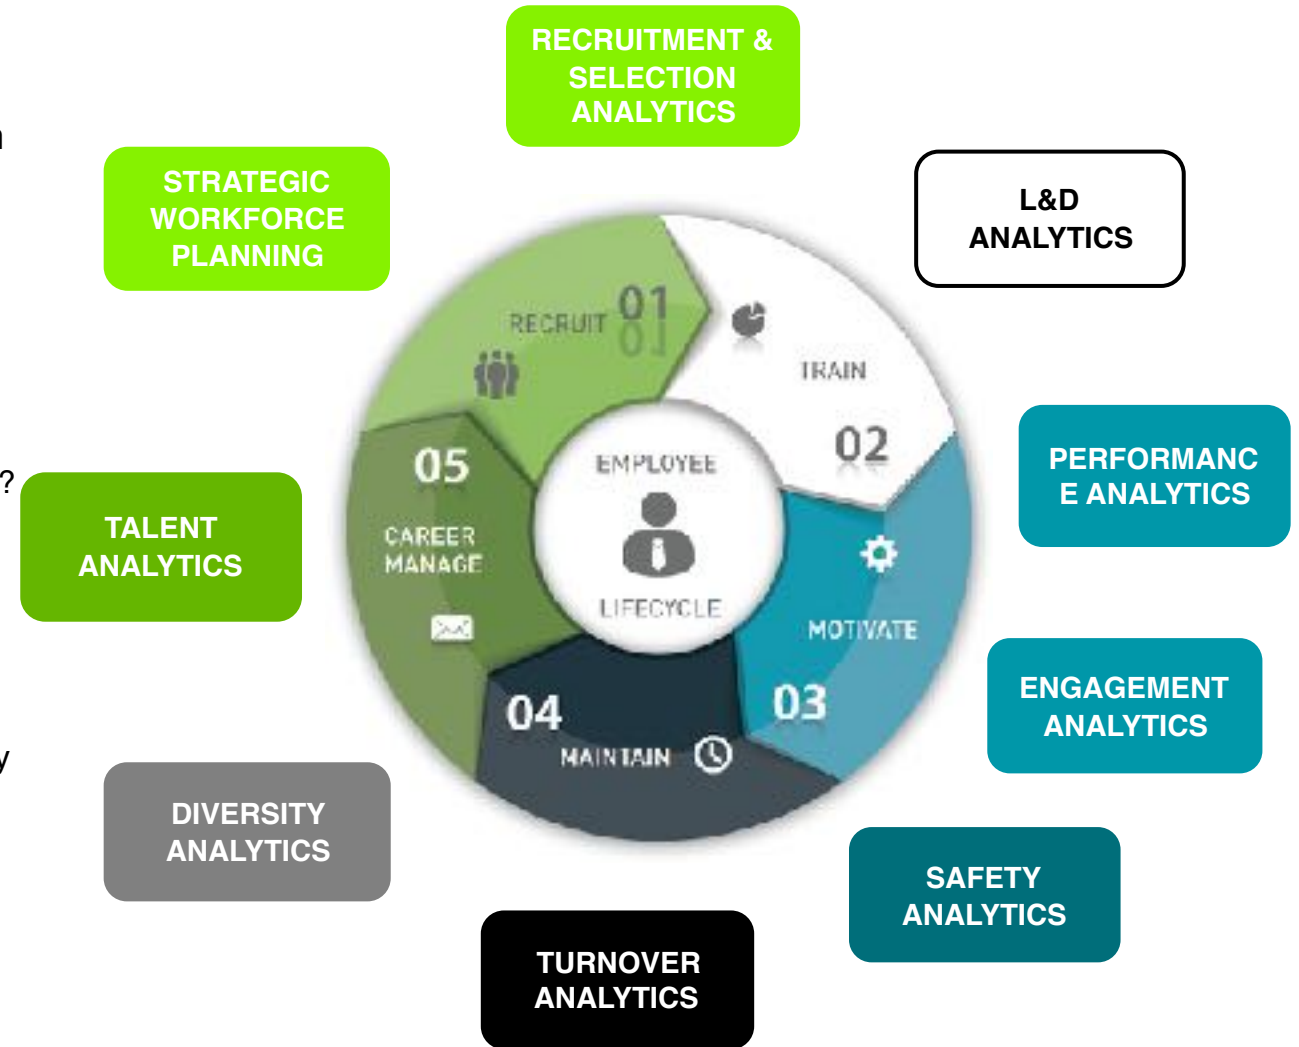 RECRUITMENT &
SELECTION
ANALYTICS
STRATEGIC
WORKFORCE
PLANNING
L&D
ANALYTICS
RECRUIT 01
TRAIN
02
PERFORMANC
E ANALYTICS
?
TALENT
ANALYTICS
05
CAREER
MANAGE
EMPLOYEE
LIFECYCLE
MOTIVATE
03
04
MAINTAIN
ENGAGEMENT
ANALYTICS
y
DIVERSITY
ANALYTICS
SAFETY
ANALYTICS
TURNOVER
ANALYTICS